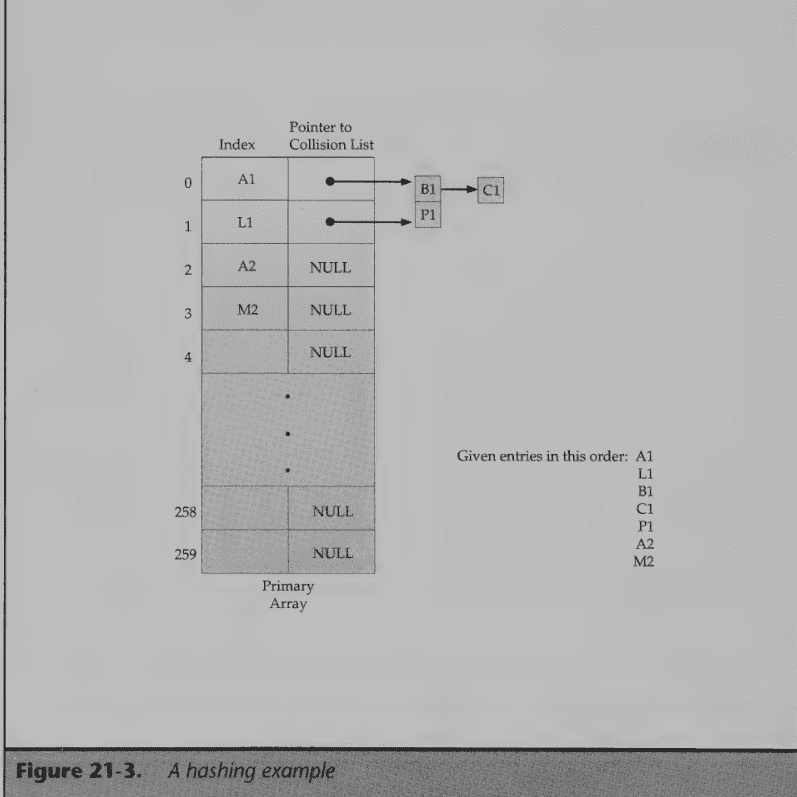 Pointer to
Index Collision List
0 A1 B1 C1
1 L1 P1
2 A2 NULL
3 M2 NULL
4 NULL
258 NULL
259 NULL
Primary
Array
Given entries in this order: A1
L1
B1
C1
P1
A2
M2
Figure 21-3. A hashing example